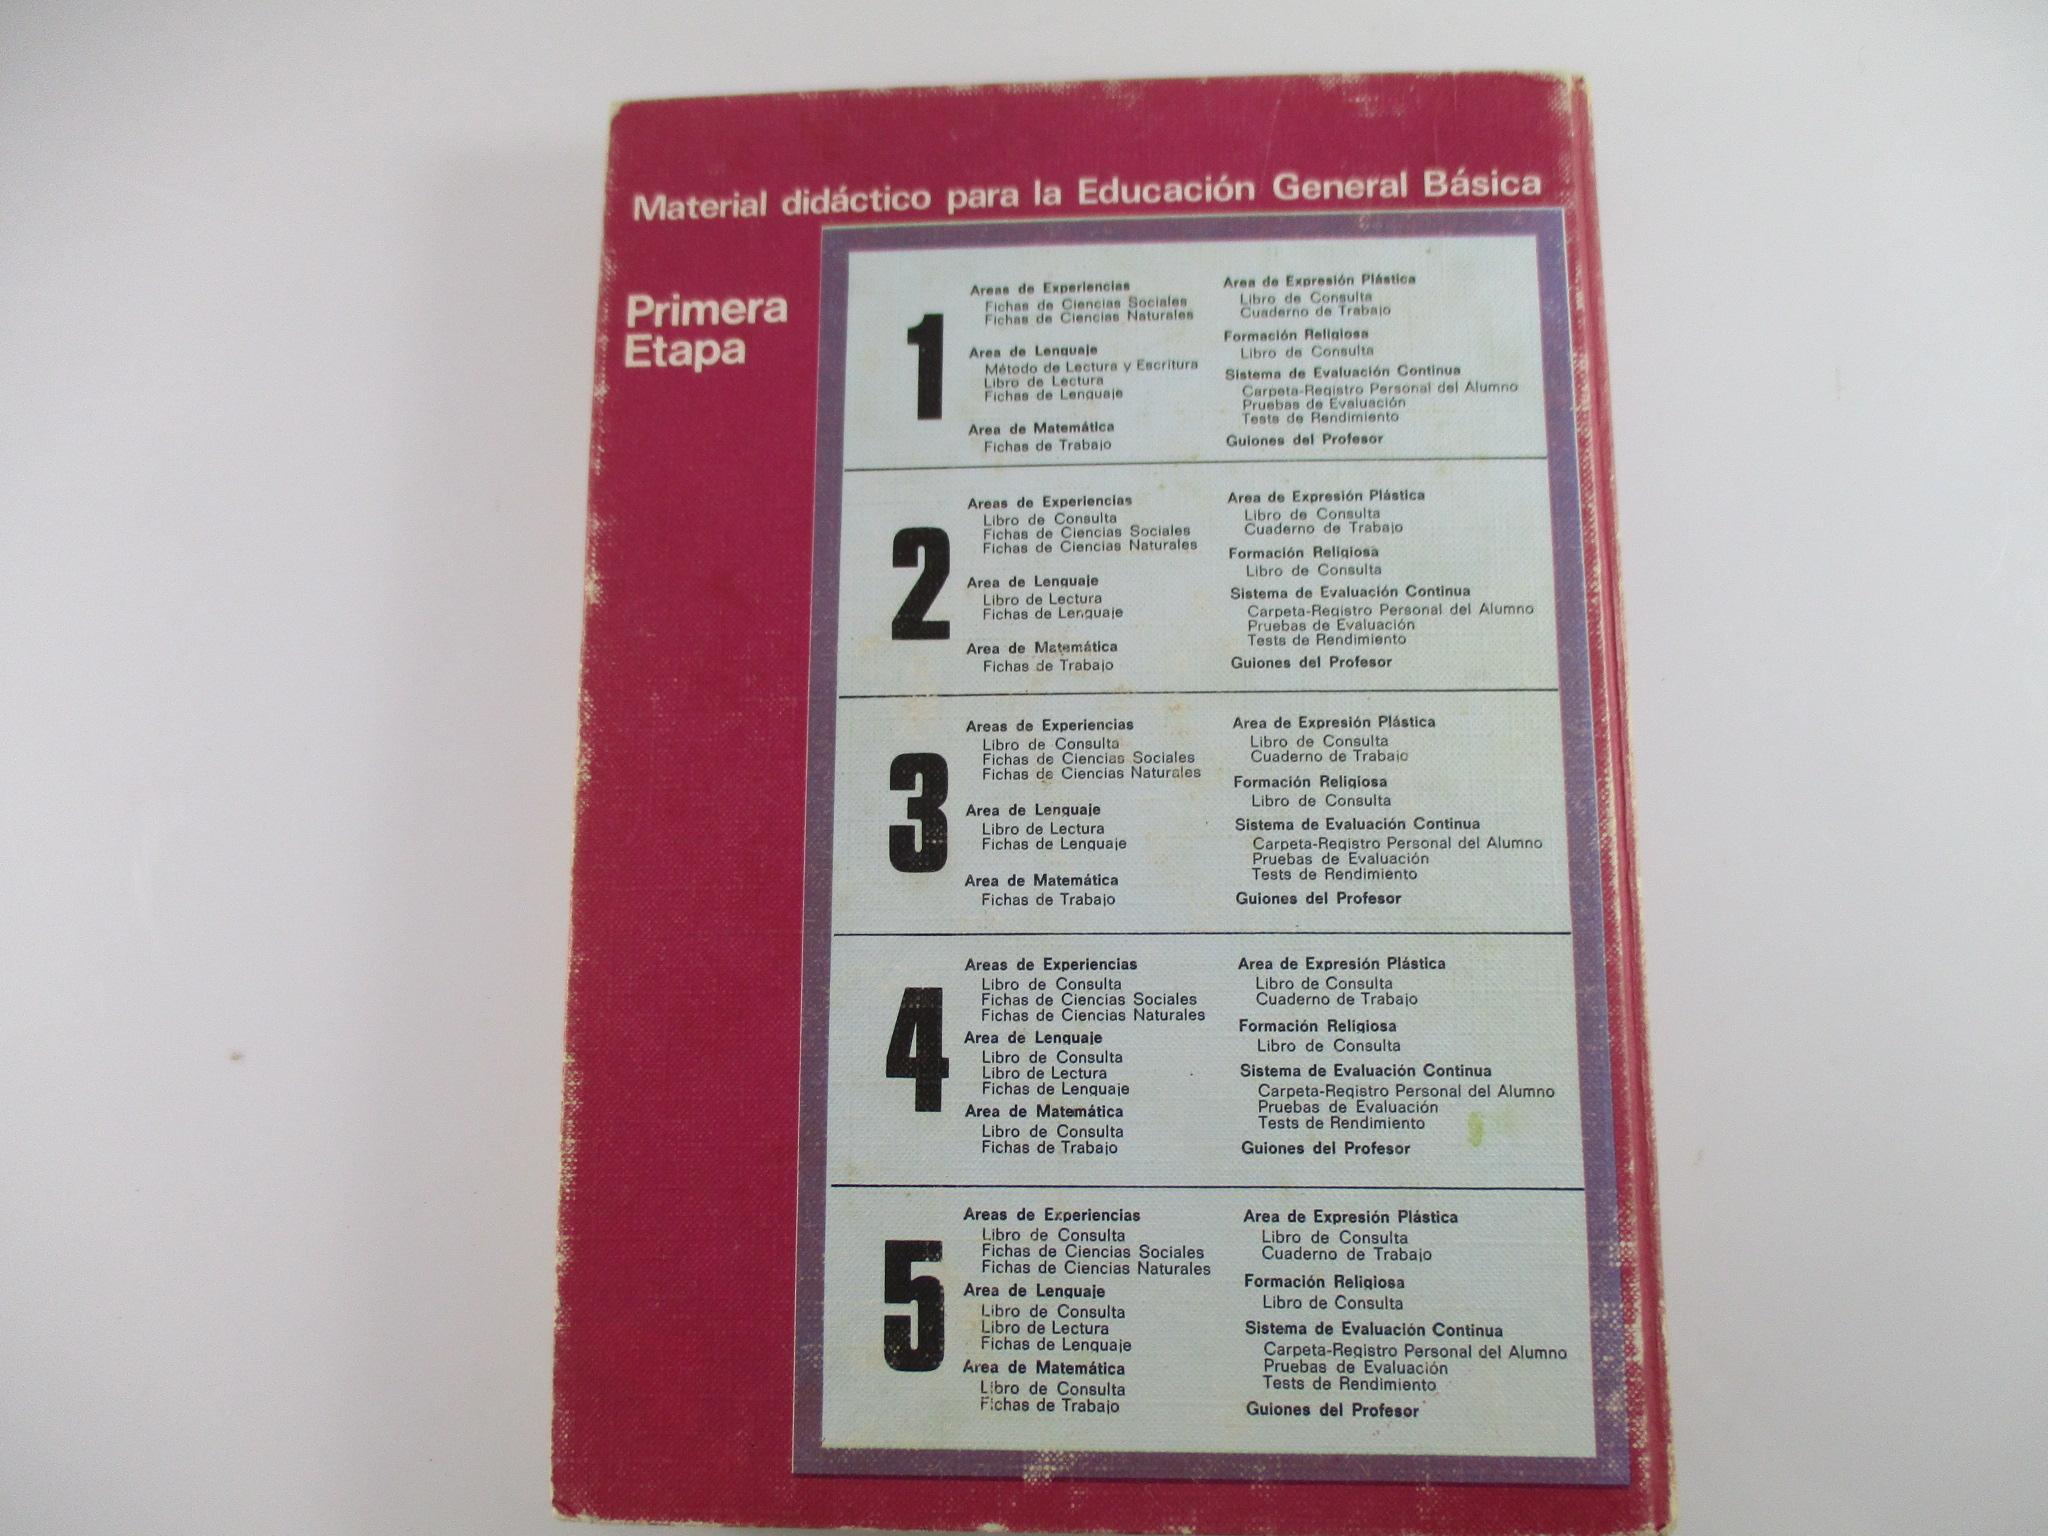 Material didáctico para la Educación General Básica
Primera
Etapa
1
Areas de Experiencias
Fichas de Ciencias Sociales
Fichas de Ciencias Naturales
Area de Lenguaje
Método de Lectura y Escritura
Libro de Lectura
Fichas de Lenguaje
Area de Matemática
Fichas de Trabajo
Area de Expresión Plástica
Libro de Consulta
Cuaderno de Trabajo
Formación Religiosa
Libro de Consulta
Sistema de Evaluación Continua
Carpeta-Registro Personal del Alumno
Pruebas de Evaluación
Tests de Rendimiento
Guiones del Profesor
2
Areas de Experiencias
Libro de Consulta
Fichas de Ciencias Sociales
Fichas de Ciencias Naturales
Area de Lenguaje
Libro de Lectura
Fichas de Lenguaje
Area de Matemática
Fichas de Trabajo
Area de Expresión Plástica
Libro de Consulta
Cuaderno de Trabajo
Formación Religiosa
Libro de Consulta
Sistema de Evaluación Continua
Carpeta-Registro Personal del Alumno
Pruebas de Evaluación
Tests de Rendimiento
Guiones del Profesor
3
Areas de Experiencias
Libro de Consulta
Fichas de Ciencias Sociales
Fichas de Ciencias Naturales
Area de Lenguaje
Libro de Lectura
Fichas de Lenguaje
Area de Matemática
Fichas de Trabajo
Area de Expresión Plástica
Libro de Consulta
Cuaderno de Trabajo
Formación Religiosa
Libro de Consulta
Sistema de Evaluación Continua
Carpeta-Registro Personal del Alumno
Pruebas de Evaluación
Tests de Rendimiento
Guiones del Profesor
4
Areas de Experiencias
Libro de Consulta
Fichas de Ciencias Sociales
Fichas de Ciencias Naturales
Area de Lenguaje
Libro de Consulta
Libro de Lectura
Fichas de Lenguaje
Area de Matemática
Libro de Consulta
Fichas de Trabajo
Area de Expresión Plástica
Libro de Consulta
Cuaderno de Trabajo
Formación Religiosa
Libro de Consulta
Sistema de Evaluación Continua
Carpeta-Registro Personal del Alumno
Pruebas de Evaluación
Tests de Rendimiento
Guiones del Profesor
5
Areas de Experiencias
Libro de Consulta
Fichas de Ciencias Sociales
Fichas de Ciencias Naturales
Area de Lenguaje
Libro de Consulta
Libro de Lectura
Fichas de Lenguaje
Area de Matemática
Libro de Consulta
Fichas de Trabajo
Area de Expresión Plástica
Libro de Consulta
Cuaderno de Trabajo
Formación Religiosa
Libro de Consulta
Sistema de Evaluación Continua
Carpeta-Registro Personal del Alumno
Pruebas de Evaluación
Tests de Rendimiento
Guiones del Profesor